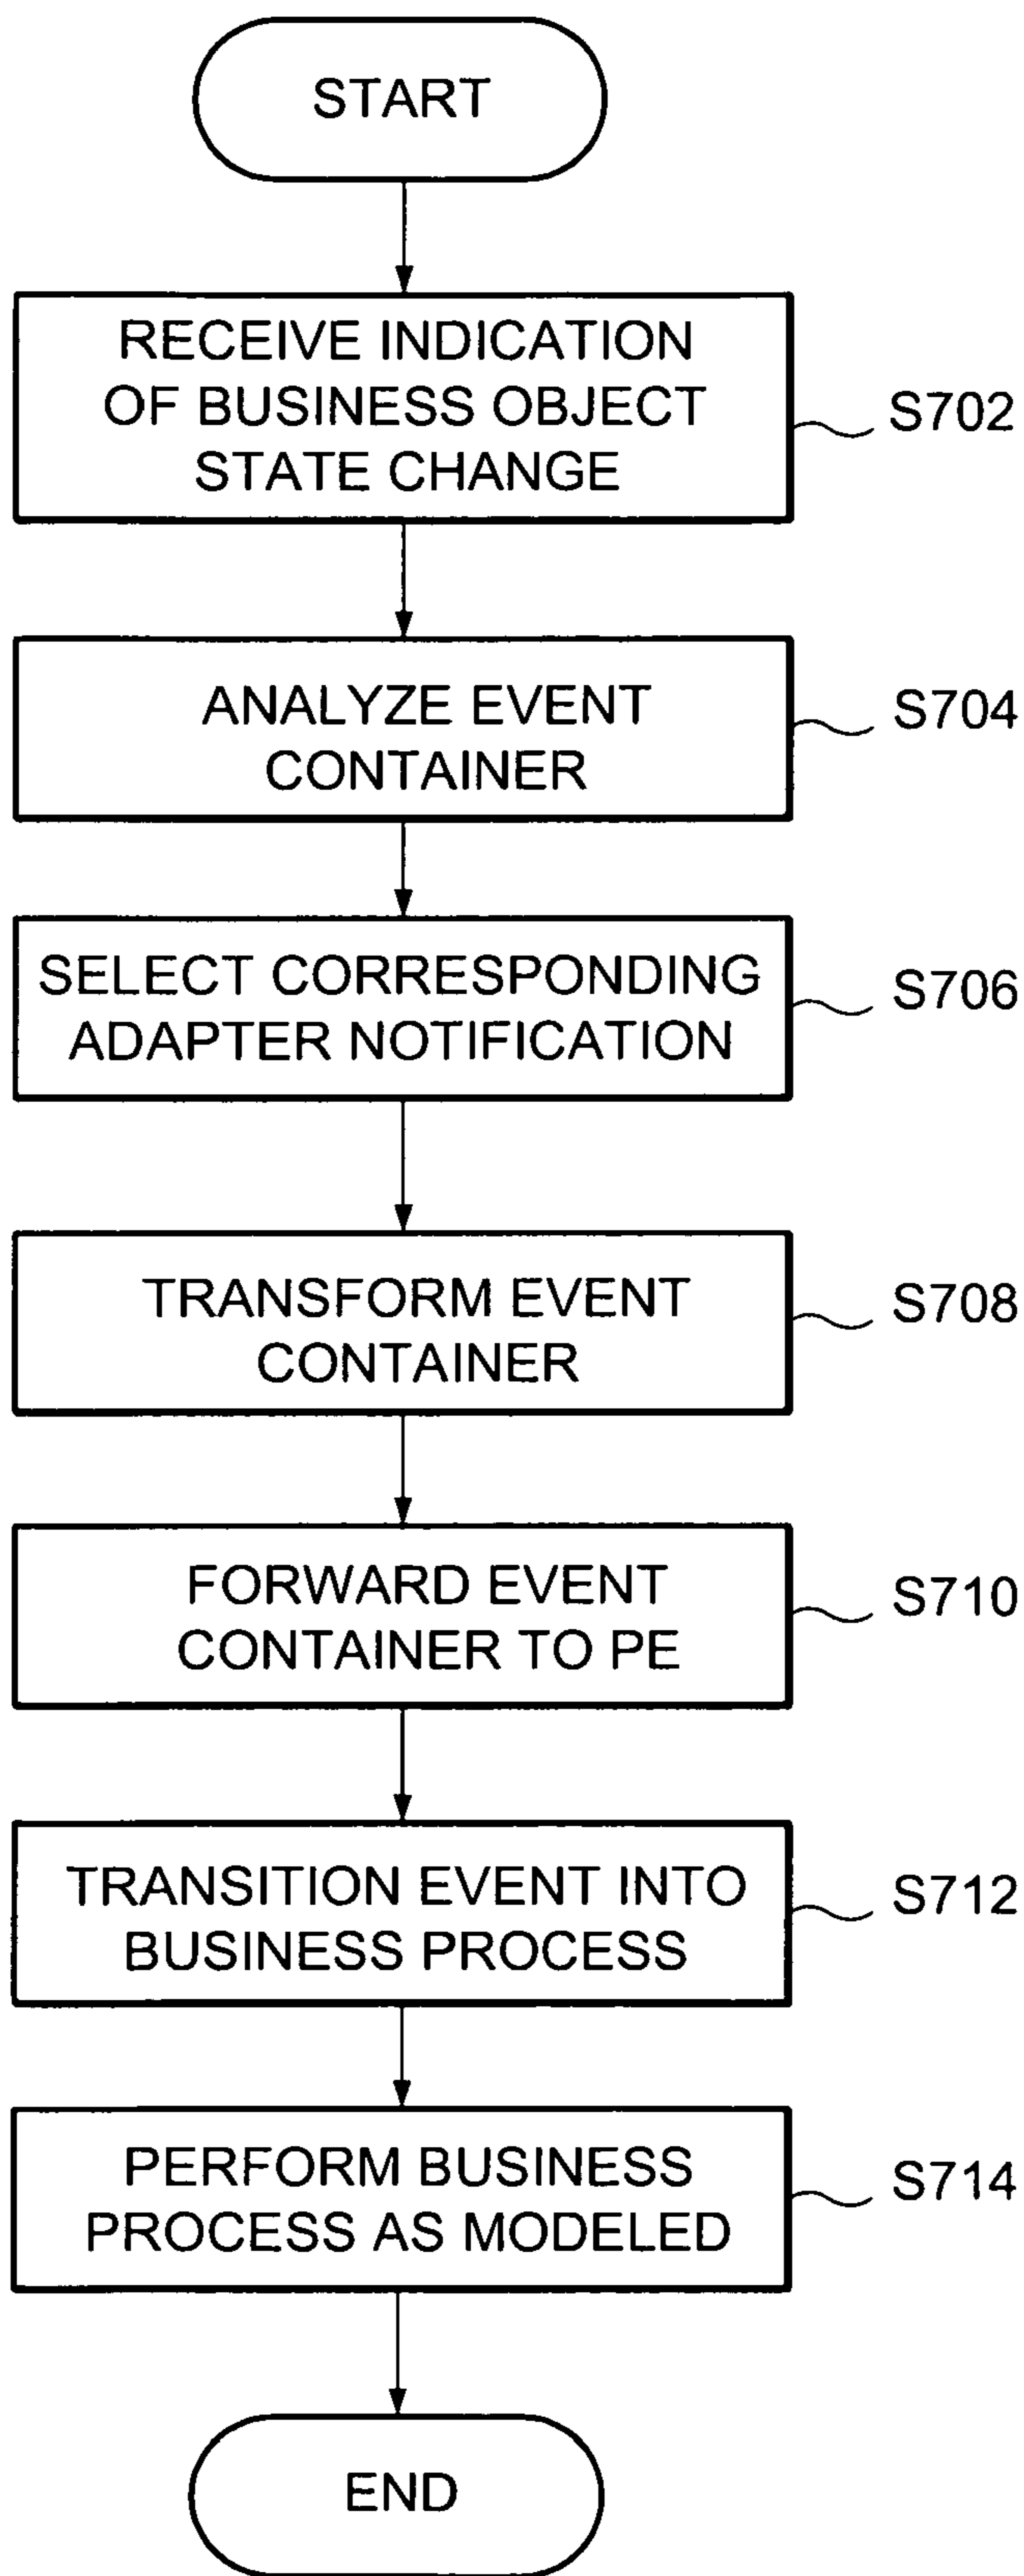 START
RECEIVE INDICATION
OF BUSINESS OBJECT
STATE CHANGE
S702
ANALYZE EVENT
CONTAINER
S704
SELECT CORRESPONDING
ADAPTER NOTIFICATION
S706
TRANSFORM EVENT
CONTAINER
S708
FORWARD EVENT
CONTAINER TO PE
S710
TRANSITION EVENT INTO
BUSINESS PROCESS
S712
PERFORM BUSINESS
PROCESS AS MODELED
S714
END